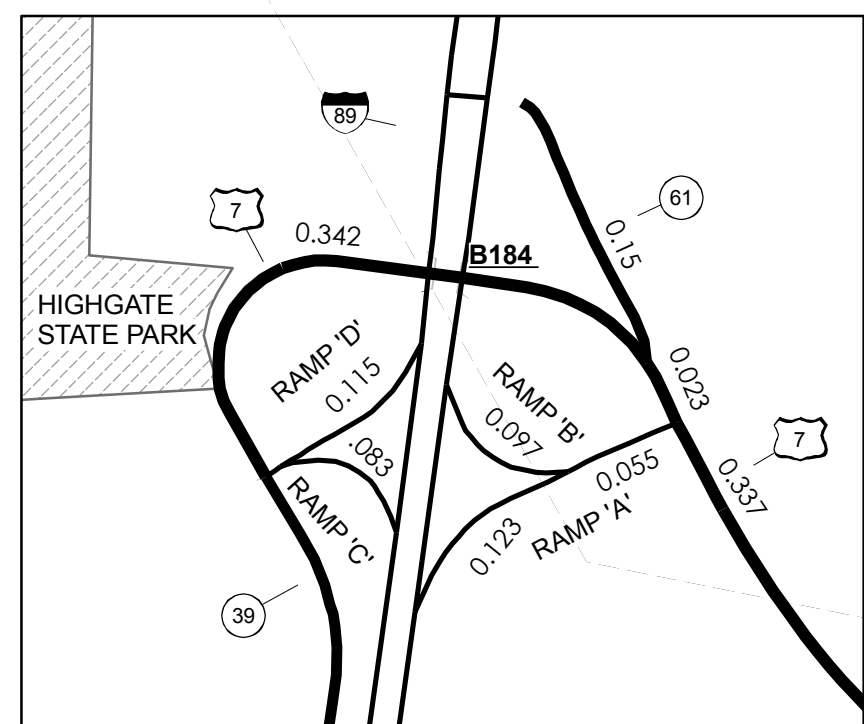 89
7
61
0.342
0.15
B184
HIGHGATE
STATE PARK
RAMP 'D'
0.115
0.023
RAMP 'B'
0.097
.083
7
0.055
0.337
RAMP 'C'
0.123
RAMP 'A'
39